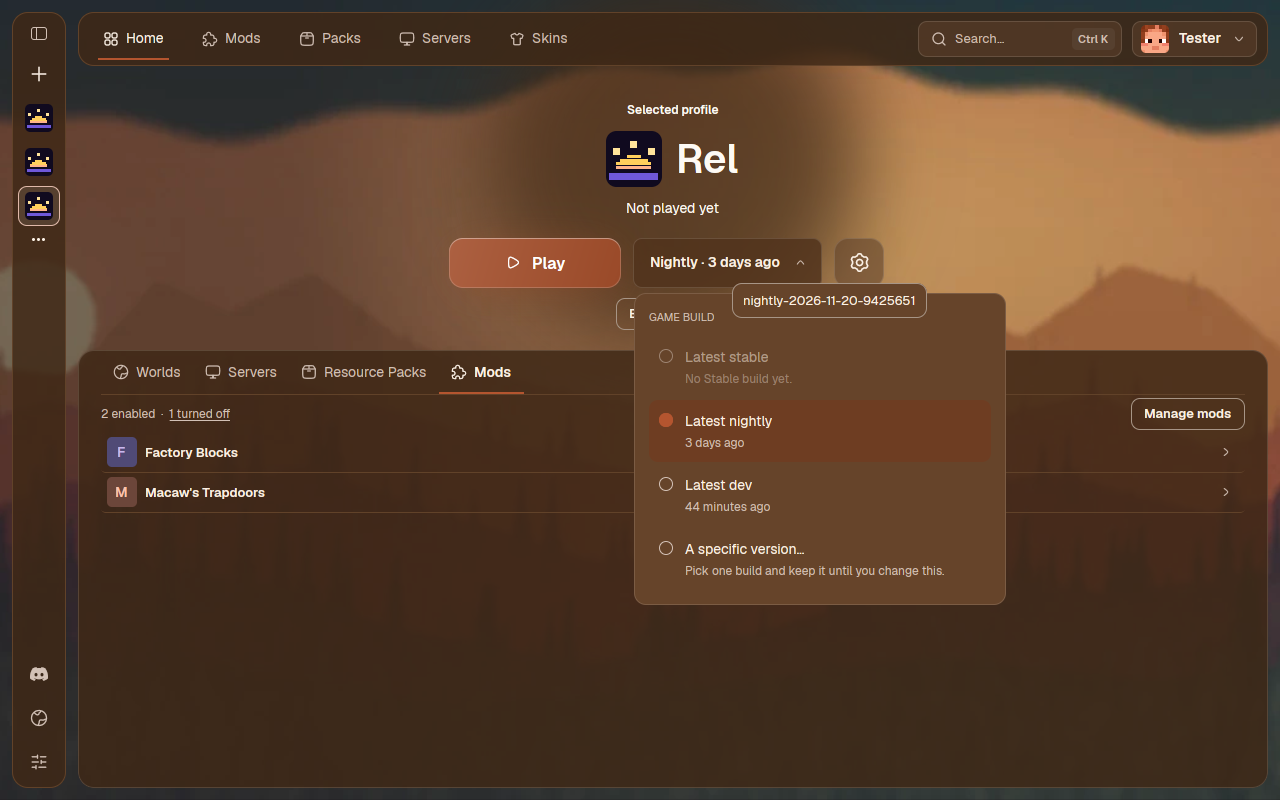 Home
Mods
Packs
Servers
Skins
Search...
Ctrl K
Tester
Selected profile
Rel
Not played yet
Play
Nightly · 3 days ago
nightly-2026-11-20-9425651
GAME BUILD
Latest stable
No Stable build yet.
Latest nightly
3 days ago
Latest dev
44 minutes ago
A specific version...
Pick one build and keep it until you change this.
Worlds
Servers
Resource Packs
Mods
2 enabled · 1 turned off
Manage mods
F
Factory Blocks
M
Macaw's Trapdoors